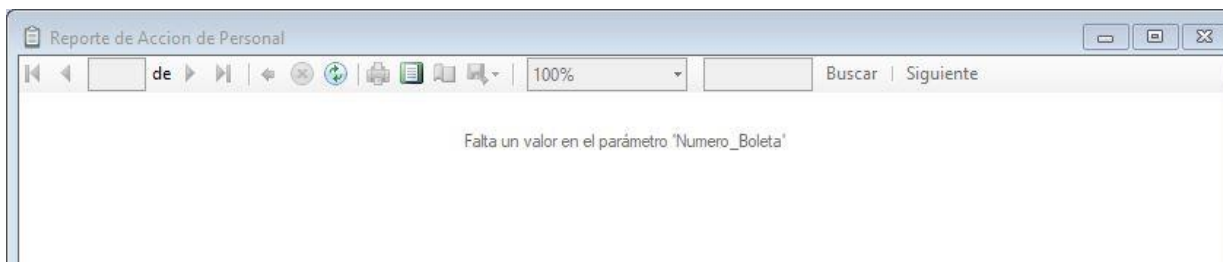 Reporte de Accion de Personal
de 100% Buscar | Siguiente
Falta un valor en el parámetro 'Numero_Boleta'